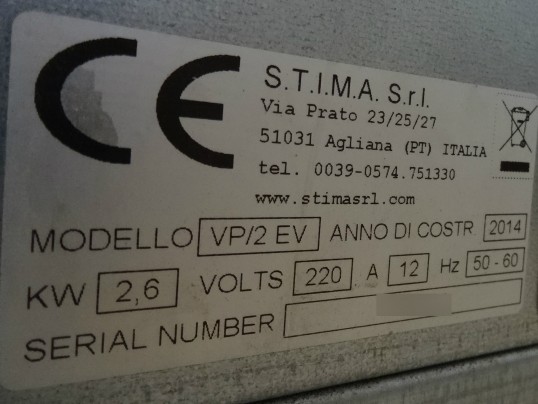 CE
S.T.I.M.A. S.r.l.
Via Prato 23/25/27
51031 Agliana (PT) ITALIA
tel. 0039-0574.751330
www.stimasrl.com
MODELLO VP/2 EV ANNO DI COSTR 2014
KW 2,6 VOLTS 220 A 12 Hz 50-60
SERIAL NUMBER